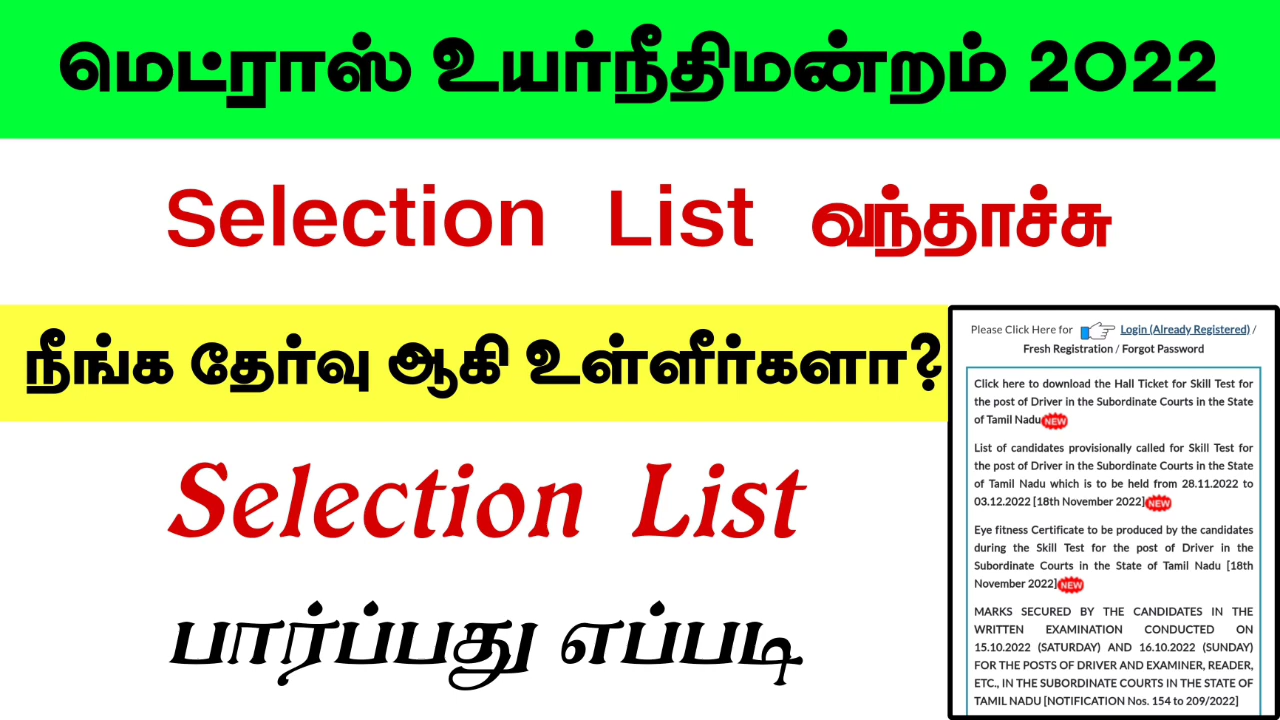 மெட்ராஸ் உயர்நீதிமன்றம் 2022
Selection List வந்தாச்சு
நீங்க தேர்வு ஆகி உள்ளீர்களா?
Selection List
பார்ப்பது எப்படி
Please Click Here for Login (Already Registered) /
Fresh Registration / Forgot Password
Click here to download the Hall Ticket for Skill Test for
the post of Driver in the Subordinate Courts in the State
of Tamil Nadu NEW
List of candidates provisionally called for Skill Test for
the post of Driver in the Subordinate Courts in the State
of Tamil Nadu which is to be held from 28.11.2022 to
03.12.2022 [18th November 2022] NEW
Eye fitness Certificate to be produced by the candidates
during the Skill Test for the post of Driver in the
Subordinate Courts in the State of Tamil Nadu [18th
November 2022] NEW
MARKS SECURED BY THE CANDIDATES IN THE
WRITTEN EXAMINATION CONDUCTED ON
15.10.2022 (SATURDAY) AND 16.10.2022 (SUNDAY)
FOR THE POSTS OF DRIVER AND EXAMINER, READER,
ETC., IN THE SUBORDINATE COURTS IN THE STATE OF
TAMIL NADU [NOTIFICATION Nos. 154 to 209/2022]